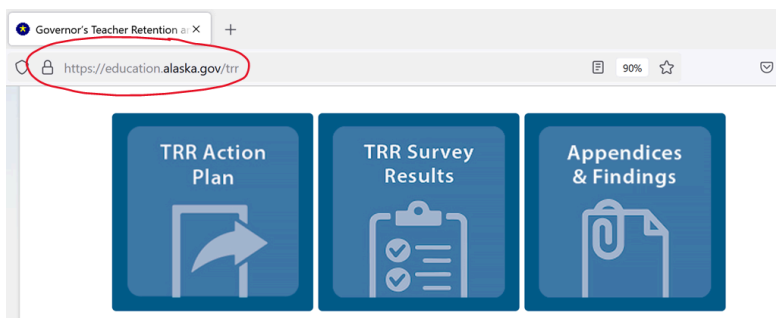 Governor's Teacher Retention a
https://education.alaska.gov/trr
90%
TRR Action
Plan
TRR Survey
Results
Appendices
& Findings